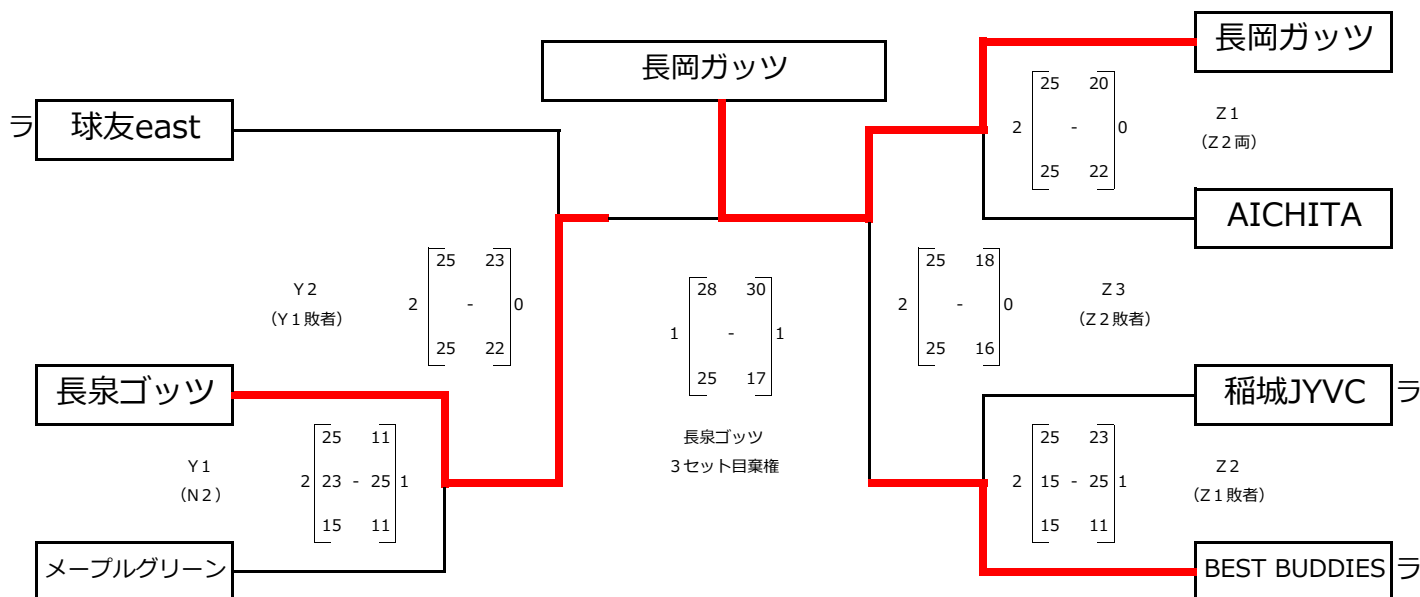 長岡ガッツ
長岡ガッツ
25 20
2 - 0
25 22
Z1
（Z2両）
ラ 球友east
AICHITA
Y2
（Y1敗者）
25 23
2 - 0
25 22
28 30
1 - 1
25 17
25 18
2 - 0
25 16
Z3
（Z2敗者）
長泉ゴッツ
稲城JYVC ラ
長泉ゴッツ
3セット目棄権
Y1
（N2）
25 11
2 23 - 25 1
15 11
25 23
2 15 - 25 1
15 11
Z2
（Z1敗者）
メープルグリーン
BEST BUDDIES ラ